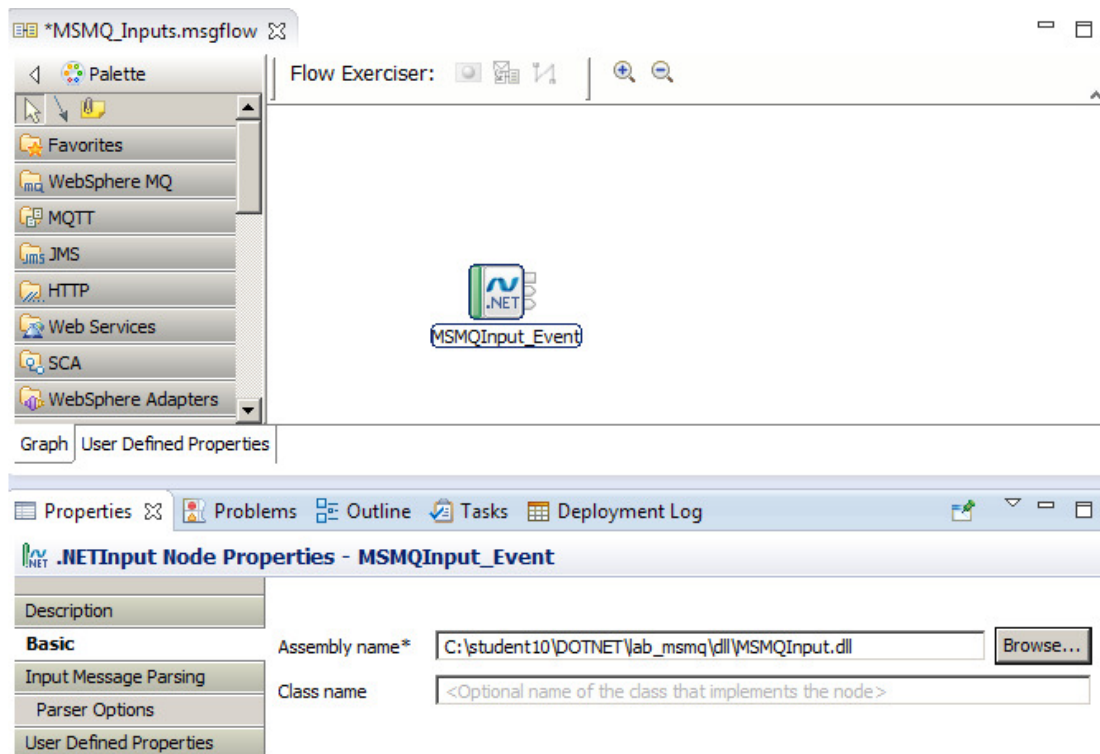 *MSMQ_Inputs.msgflow
Palette
Flow Exerciser:
Favorites
mq WebSphere MQ
MQTT
Jms JMS
HTTP
Web Services
SCA
WebSphere Adapters
.NET
MSMQInput_Event
Graph User Defined Properties
Properties Problems Outline Tasks Deployment Log
.NET .NETInput Node Properties - MSMQInput_Event
Description
Basic
Assembly name* C:\student10\DOTNET\lab_msmq\dll\MSMQInput.dll Browse...
Input Message Parsing
Class name <Optional name of the class that implements the node>
Parser Options
User Defined Properties